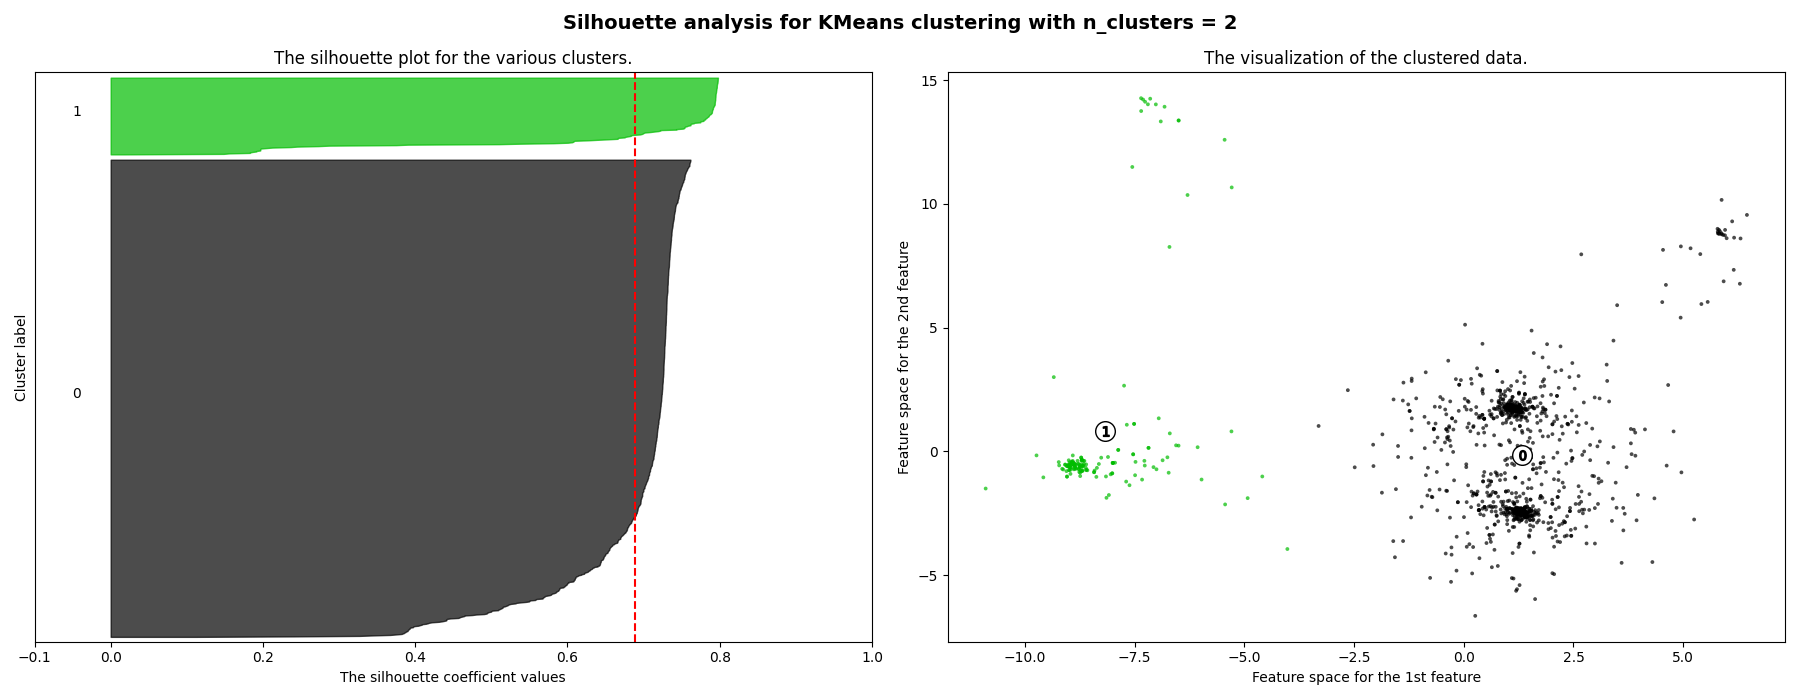 Silhouette analysis for KMeans clustering with n_clusters = 2
The silhouette plot for the various clusters.
1
0
Cluster label
−0.1 0.0 0.2 0.4 0.6 0.8 1.0
The silhouette coefficient values
The visualization of the clustered data.
15
10
5
0
−5
Feature space for the 2nd feature
1
0
−10.0 −7.5 −5.0 −2.5 0.0 2.5 5.0
Feature space for the 1st feature